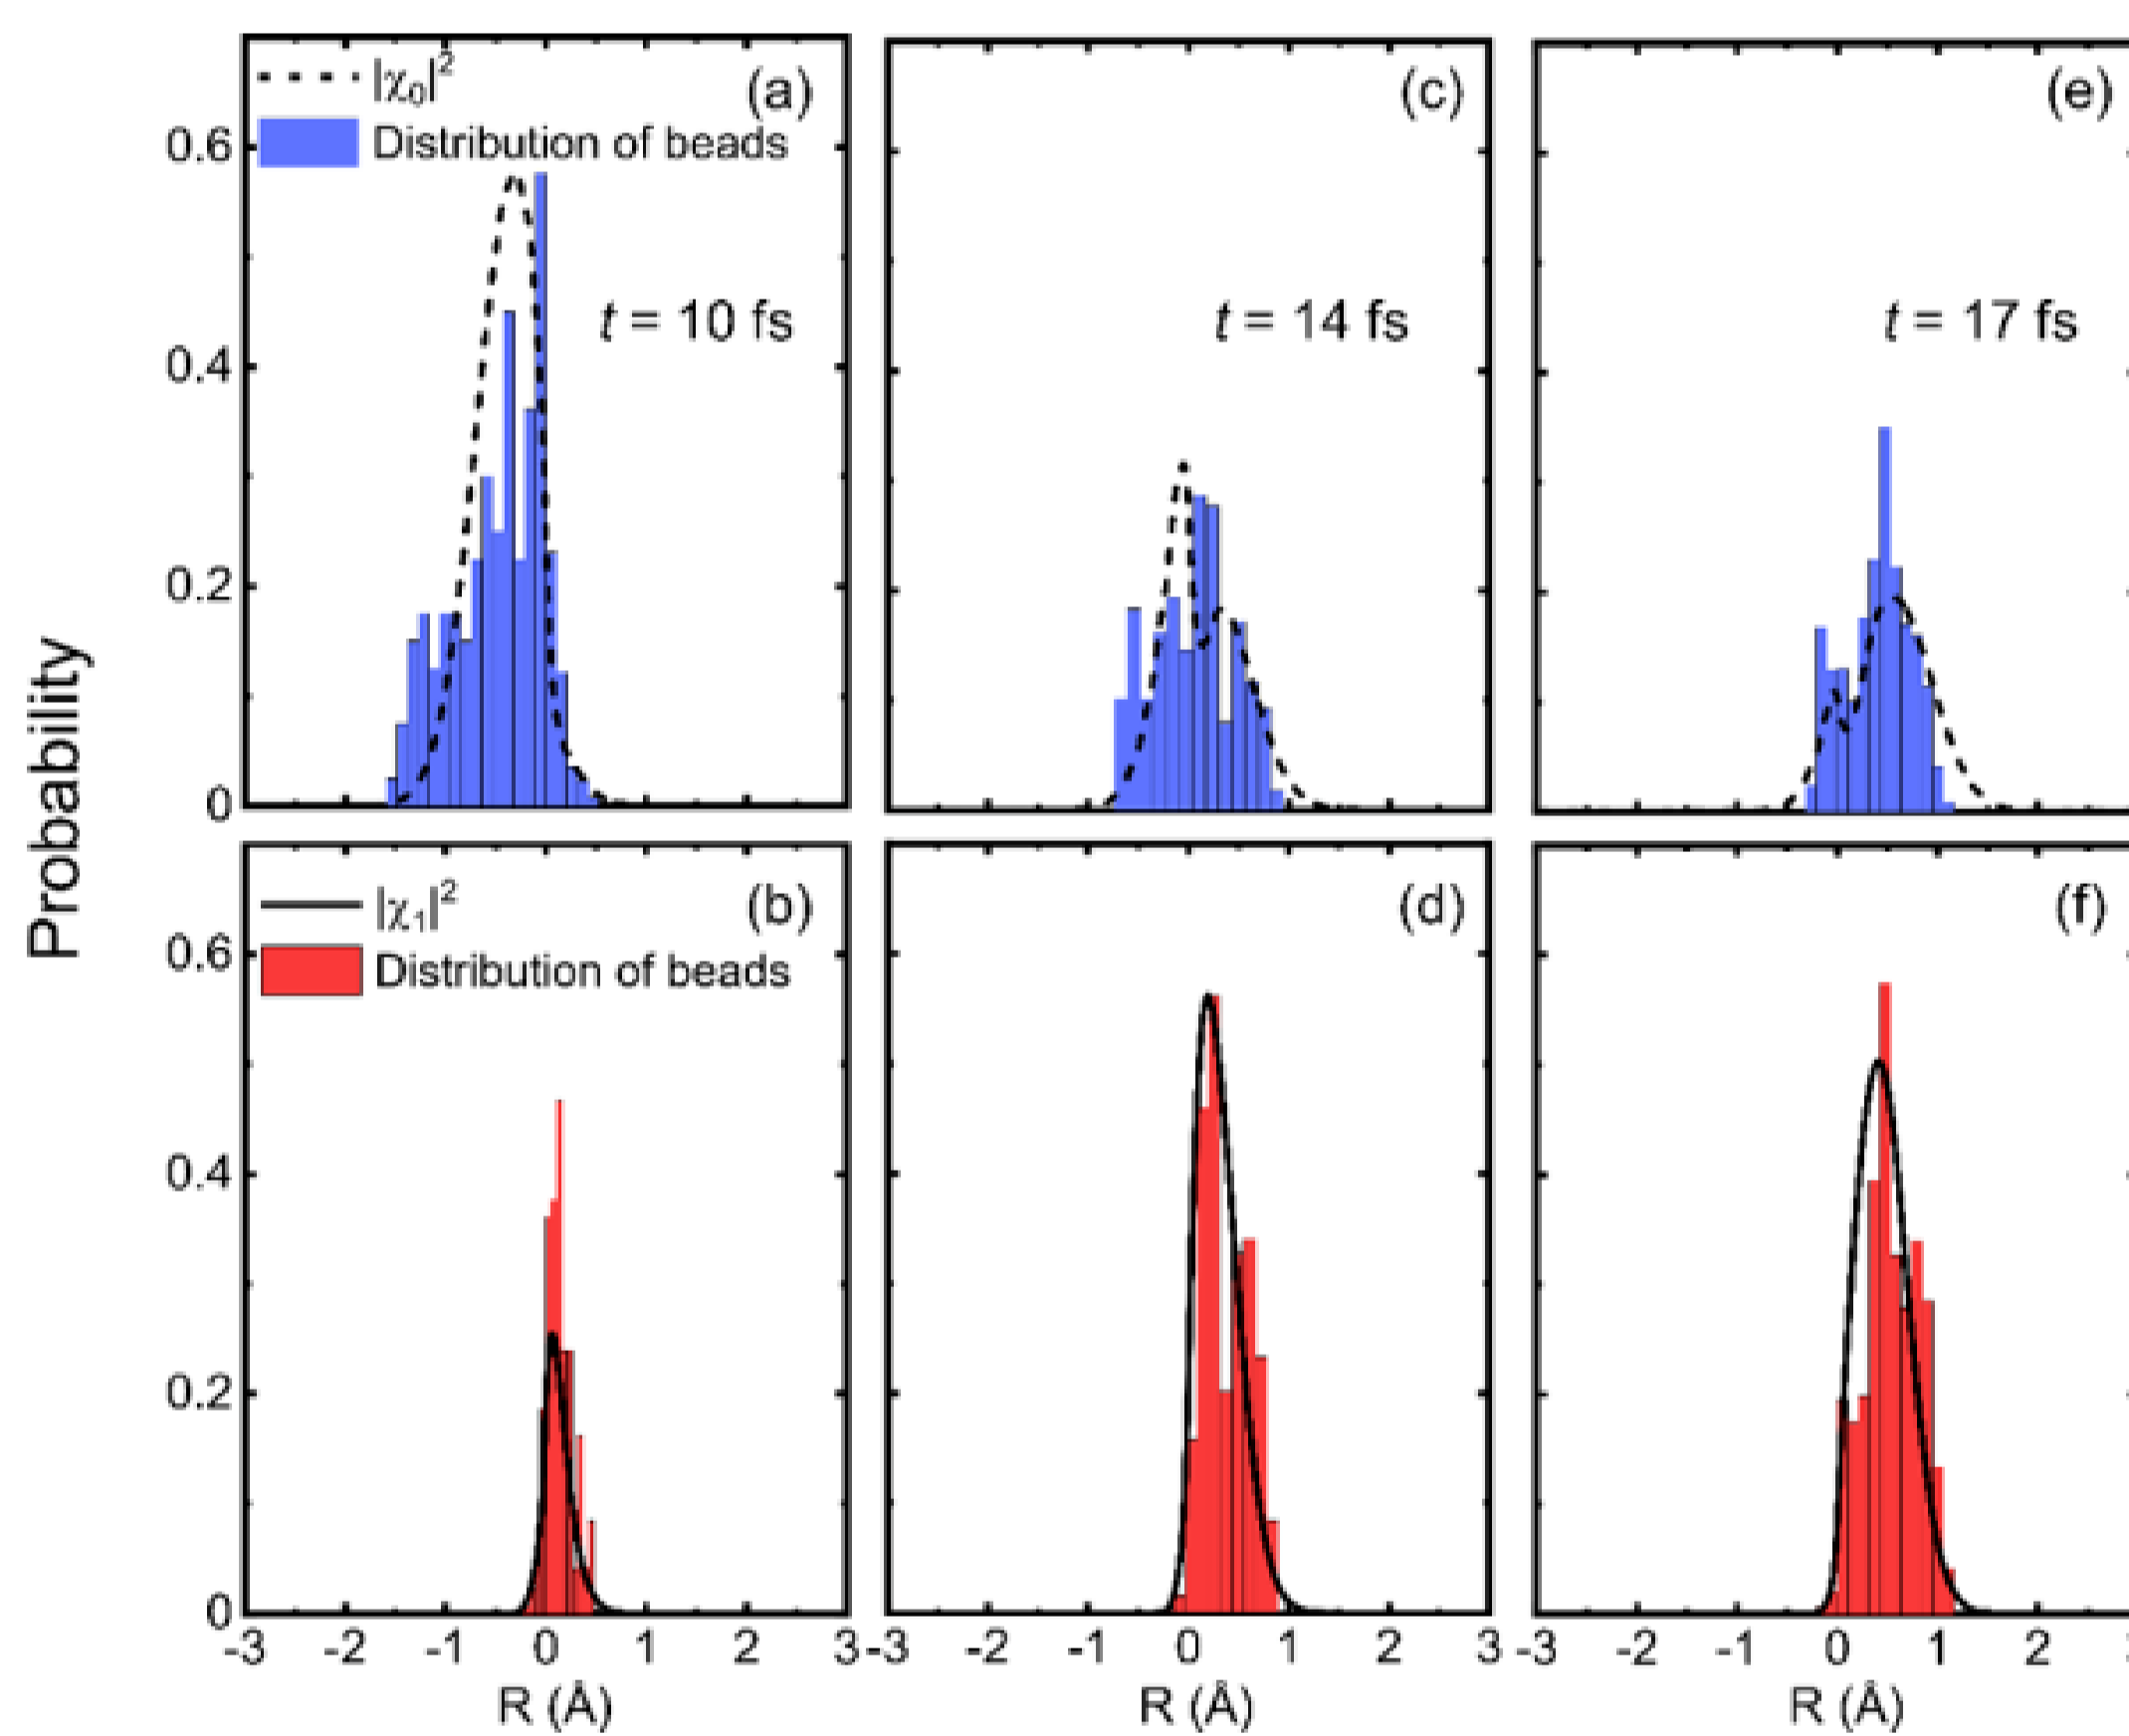 Probability
|χ₀|²
Distribution of beads
(a)
t = 10 fs
0.6
0.4
0.2
0
(c)
t = 14 fs
(e)
t = 17 fs
|χ₁|²
Distribution of beads
(b)
0.6
0.4
0.2
0
(d)
(f)
-3 -2 -1 0 1 2 3
-3 -2 -1 0 1 2 3
-3 -2 -1 0 1 2
R (Å)
R (Å)
R (Å)